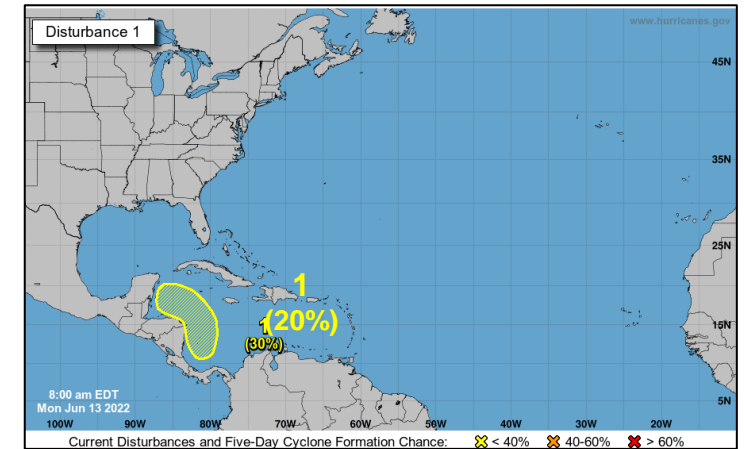 Disturbance 1
www.hurricanes.gov
45N
35N
25N
1
(20%)
1
15N
(30%)
8:00 am EDT
Mon Jun 13 2022
5N
100W 90W 80W 70W 60W 50W 40W 30W 20W
Current Disturbances and Five-Day Cyclone Formation Chance: < 40% 40-60% > 60%